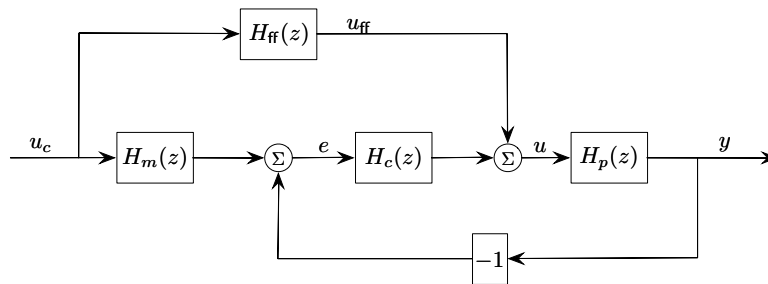 H_ff(z) u_ff
u_c H_m(z) Σ e H_c(z) Σ u H_p(z) y
−1